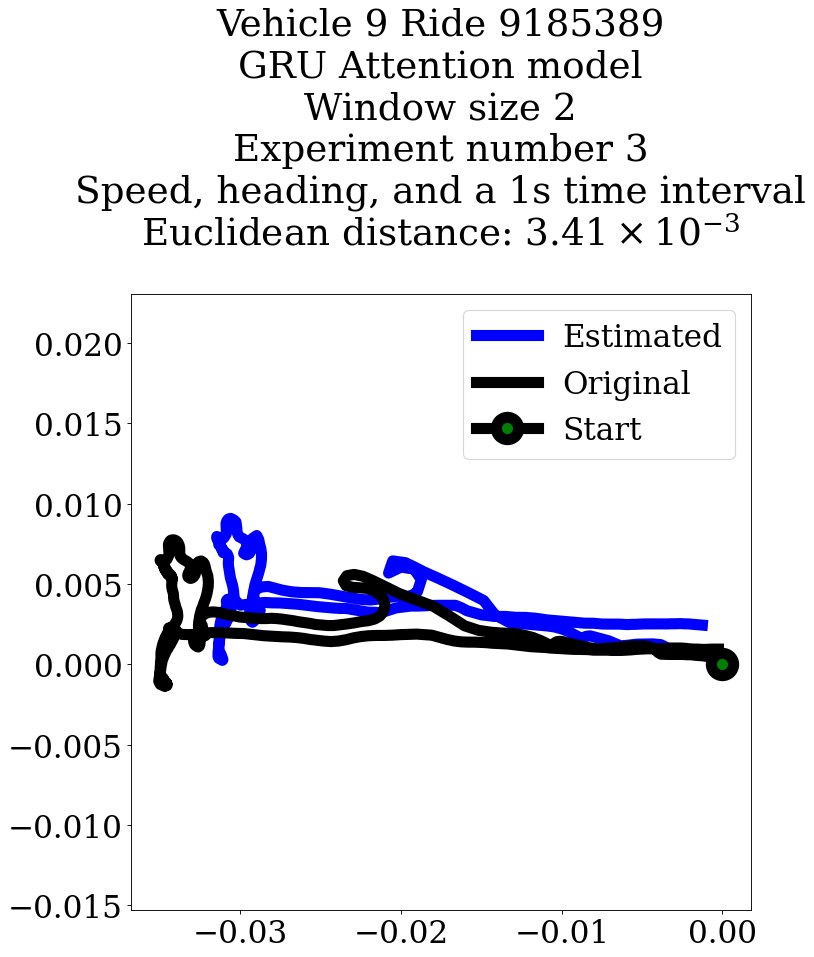 Vehicle 9 Ride 9185389
GRU Attention model
Window size 2
Experiment number 3
Speed, heading, and a 1s time interval
Euclidean distance: 3.41 × 10⁻³
Estimated
Original
Start
0.020
0.015
0.010
0.005
0.000
−0.005
−0.010
−0.015
−0.03 −0.02 −0.01 0.00